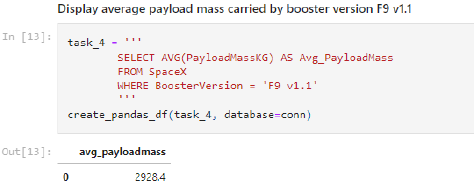 Display average payload mass carried by booster version F9 v1.1
In [13]:
task_4 = '''
SELECT AVG(PayloadMassKG) AS Avg_PayloadMass
FROM SpaceX
WHERE BoosterVersion = 'F9 v1.1'
'''
create_pandas_df(task_4, database=conn)
Out[13]:
avg_payloadmass
0 2928.4